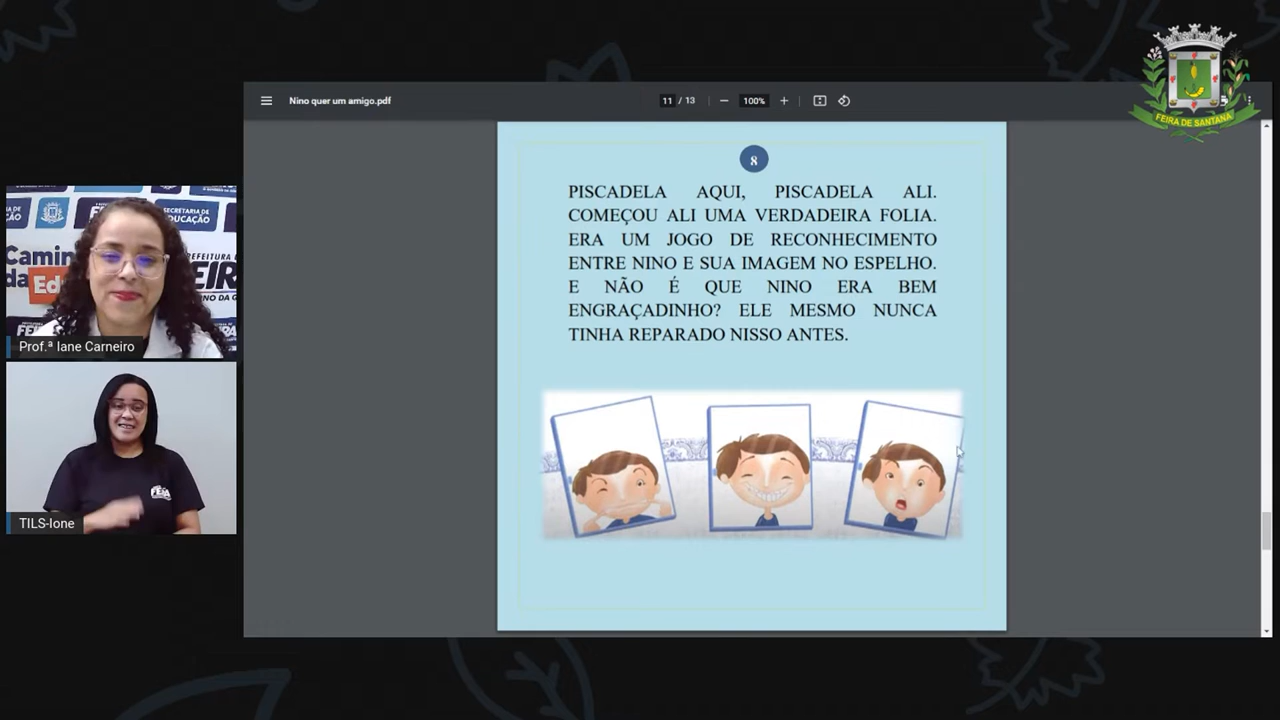 Nino quer um amigo.pdf
11 / 13
100%
FEIRA DE SANTANA
8
PISCADELA AQUI, PISCADELA ALI.
COMEÇOU ALI UMA VERDADEIRA FOLIA.
ERA UM JOGO DE RECONHECIMENTO
ENTRE NINO E SUA IMAGEM NO ESPELHO.
E NÃO É QUE NINO ERA BEM
ENGRAÇADINHO? ELE MESMO NUNCA
TINHA REPARADO NISSO ANTES.
SECRETARIA DE
Prof.ª Iane Carneiro
TILS-Ione